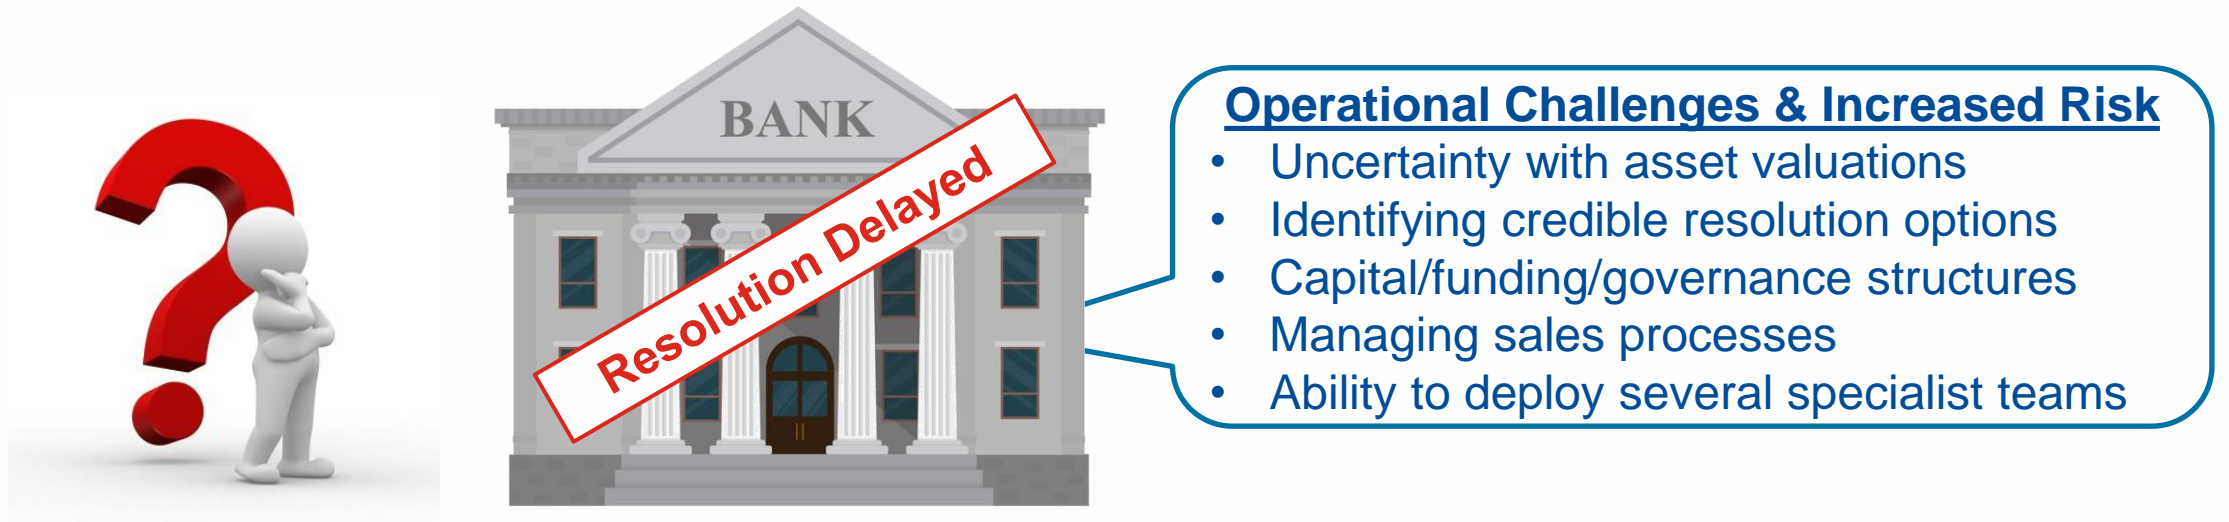 BANK
Resolution Delayed
Operational Challenges & Increased Risk
• Uncertainty with asset valuations
• Identifying credible resolution options
• Capital/funding/governance structures
• Managing sales processes
• Ability to deploy several specialist teams